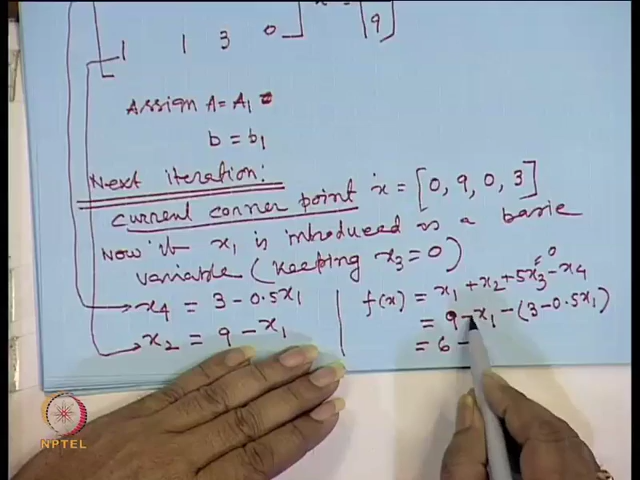 x =
1 1 3 0
9
Assign A = A1
b = b1
Next iteration:
current corner point x = [0, 9, 0, 3]
Now if x1 is introduced as a basic
variable (keeping x3 = 0)
x4 = 3 - 0.5x1
x2 = 9 - x1
f(x) = x1 + x2 + 5x3 - x4
= 0
= 9 - x1 - (3 - 0.5x1)
= 6 -
NPTEL